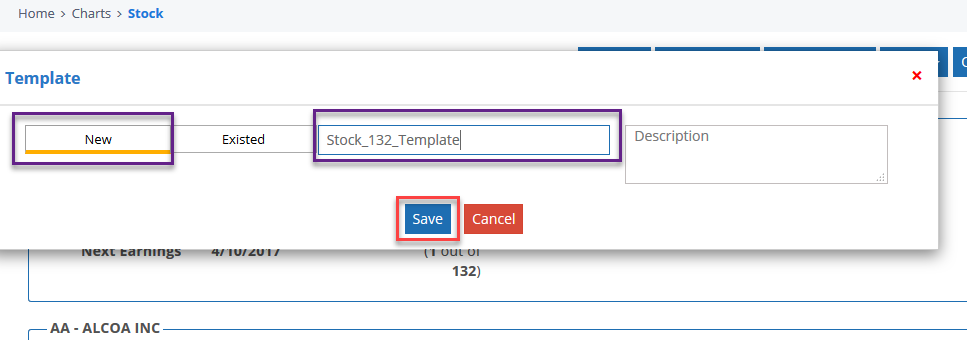 Home > Charts > Stock
Template
×
New
Existed
Stock_132_Template
Description
Save
Cancel
Next Earnings 4/10/2017 (1 out of
132)
AA - ALCOA INC